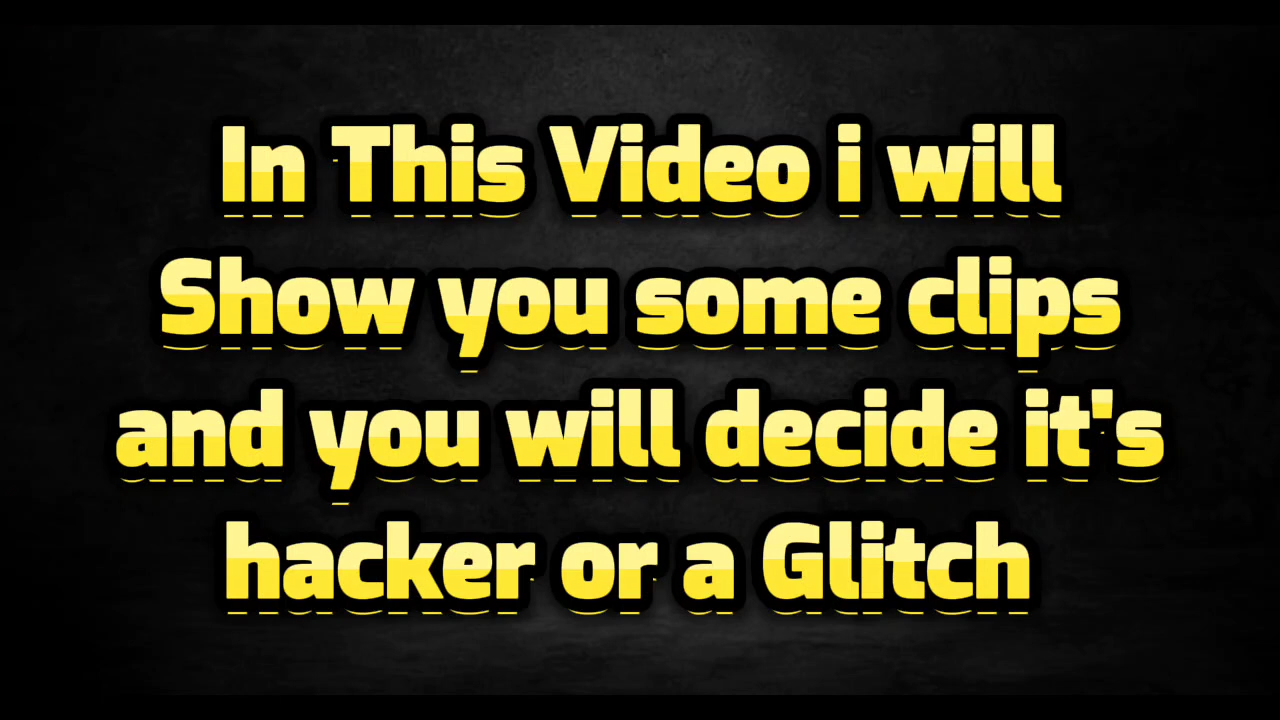 In This Video i will
Show you some clips
and you will decide it's
hacker or a Glitch